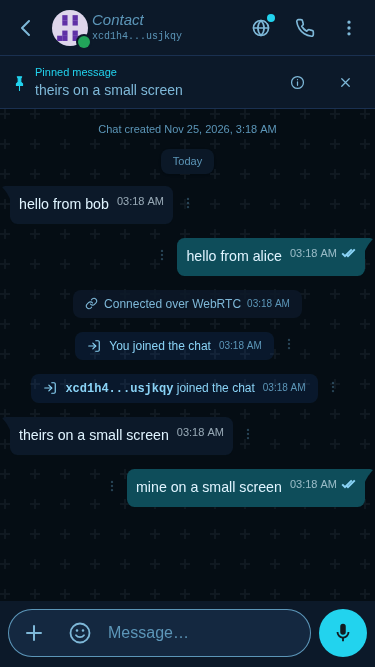 Contact
xcd1h4...usjkqy
Pinned message
theirs on a small screen
Chat created Nov 25, 2026, 3:18 AM
Today
hello from bob 03:18 AM
hello from alice 03:18 AM
Connected over WebRTC 03:18 AM
You joined the chat 03:18 AM
xcd1h4...usjkqy joined the chat 03:18 AM
theirs on a small screen 03:18 AM
mine on a small screen 03:18 AM
Message…